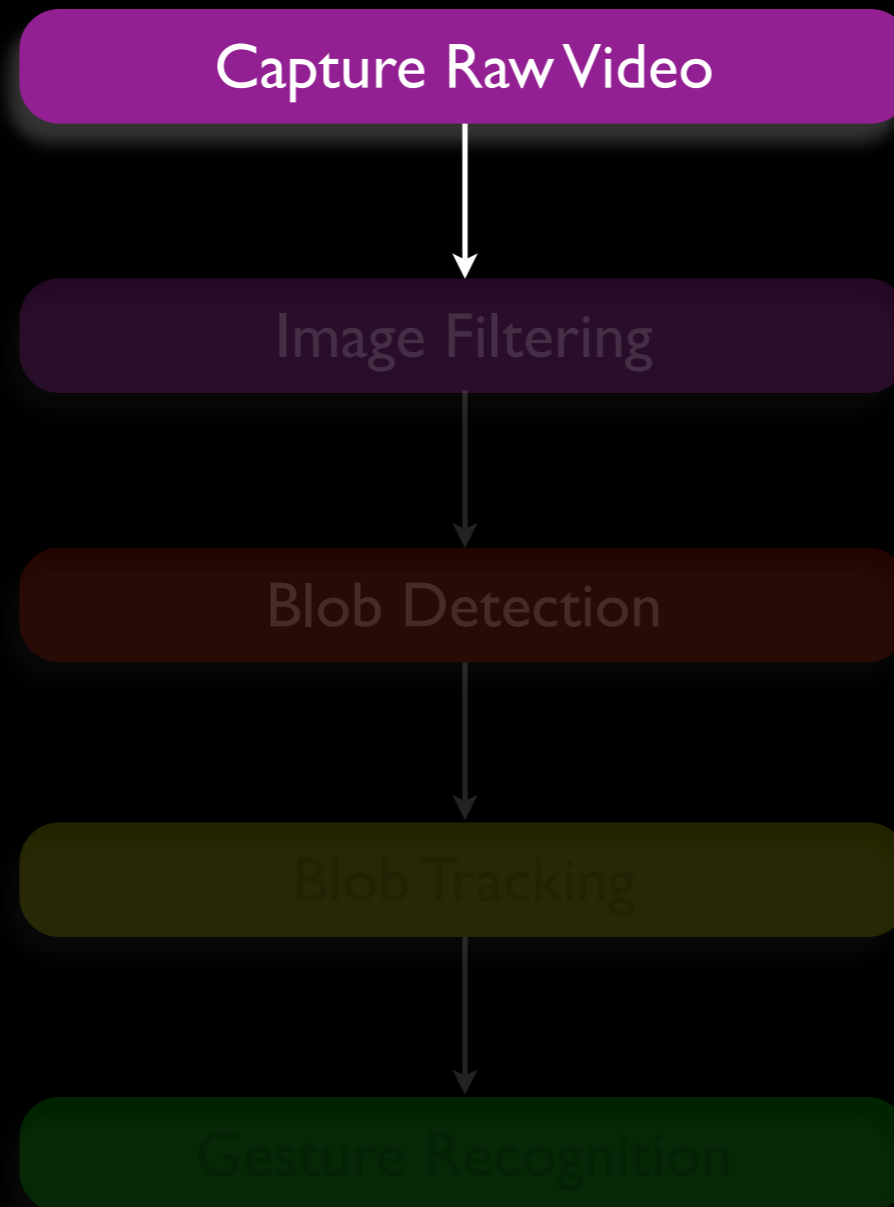 Capture Raw Video
Image Filtering
Blob Detection
Blob Tracking
Gesture Recognition